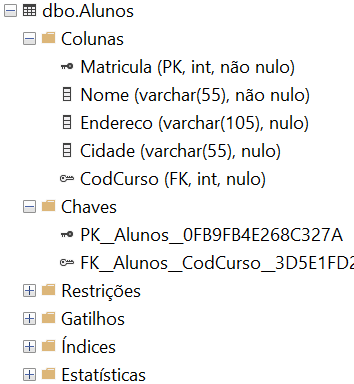 dbo.Alunos
Colunas
Matricula (PK, int, não nulo)
Nome (varchar(55), não nulo)
Endereco (varchar(105), nulo)
Cidade (varchar(55), nulo)
CodCurso (FK, int, nulo)
Chaves
PK__Alunos__0FB9FB4E268C327A
FK__Alunos__CodCurso__3D5E1FD2
Restrições
Gatilhos
Índices
Estatísticas